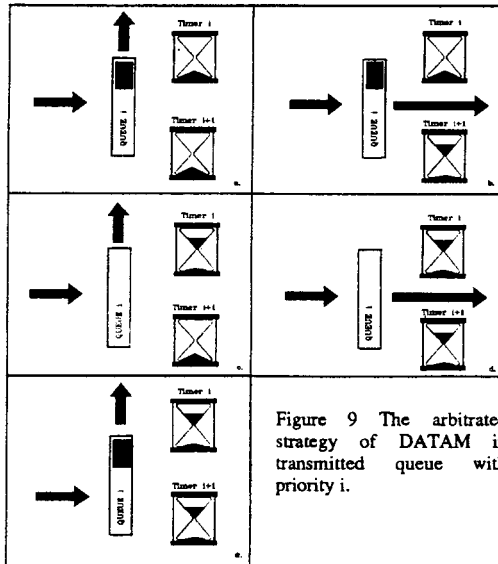 Timer i
QUEUE i
Timer i+1
a.
Timer i
QUEUE i
Timer i+1
b.
Timer i
QUEUE i
Timer i+1
c.
Timer i
QUEUE i
Timer i+1
d.
Timer i
QUEUE i
Timer i+1
e.
Figure 9 The arbitrate
strategy of DATAM i
transmitted queue wit
priority i.